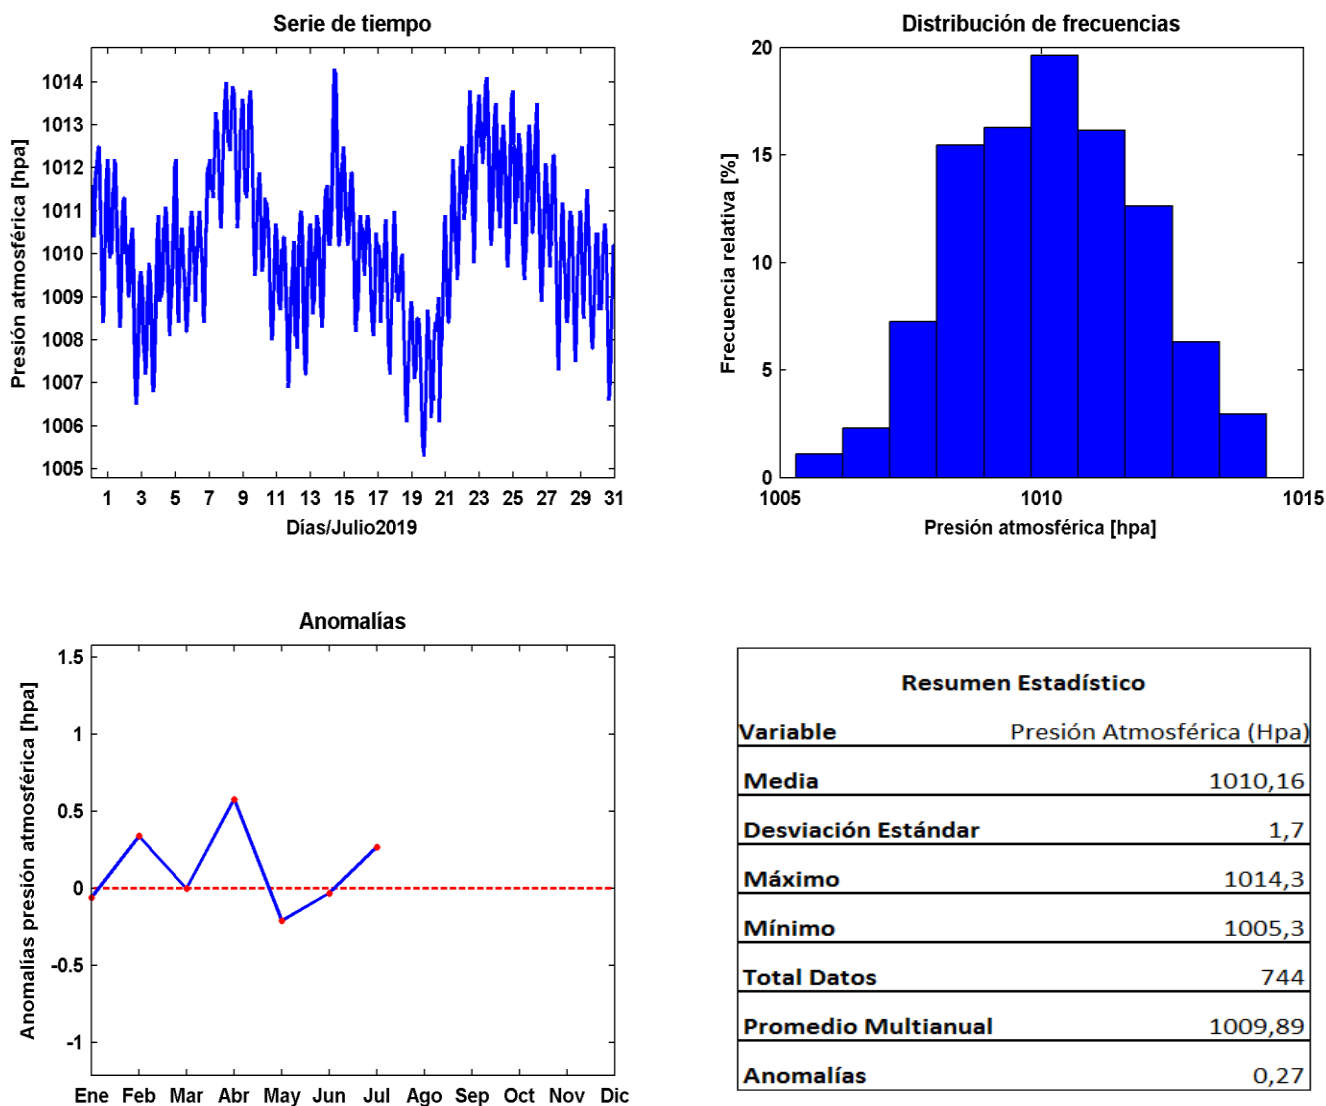 Serie de tiempo
Presión atmosférica [hpa]
1014
1013
1012
1011
1010
1009
1008
1007
1006
1005
1 3 5 7 9 11 13 15 17 19 21 23 25 27 29 31
Días/Julio2019
Distribución de frecuencias
Frecuencia relativa [%]
20
15
10
5
0
1005 1010 1015
Presión atmosférica [hpa]
Anomalías
Anomalías presión atmosférica [hpa]
1.5
1
0.5
0
-0.5
-1
Ene Feb Mar Abr May Jun Jul Ago Sep Oct Nov Dic
Resumen Estadístico
Variable Presión Atmosférica (Hpa)
Media 1010,16
Desviación Estándar 1,7
Máximo 1014,3
Mínimo 1005,3
Total Datos 744
Promedio Multianual 1009,89
Anomalías 0,27